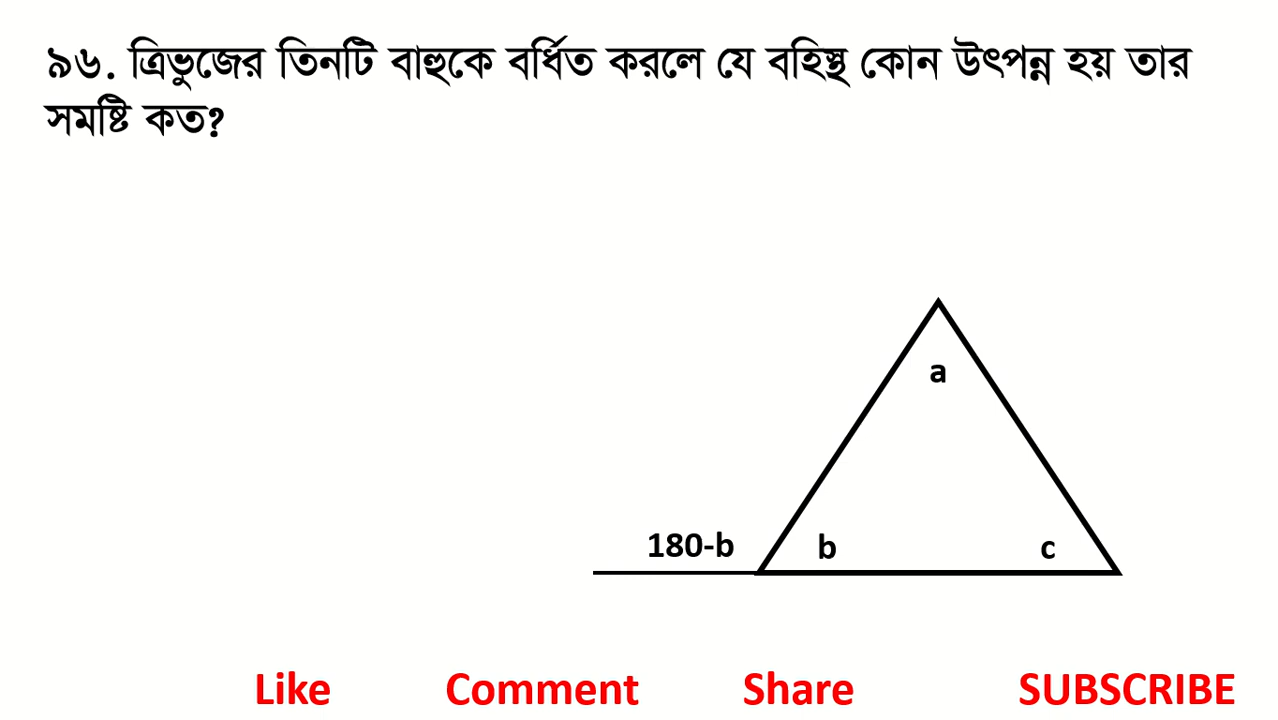 ৯৬. ত্রিভুজের তিনটি বাহুকে বর্ধিত করলে যে বহিস্থ কোন উৎপন্ন হয় তার
সমষ্টি কত?
a
180-b b c
Like Comment Share SUBSCRIBE